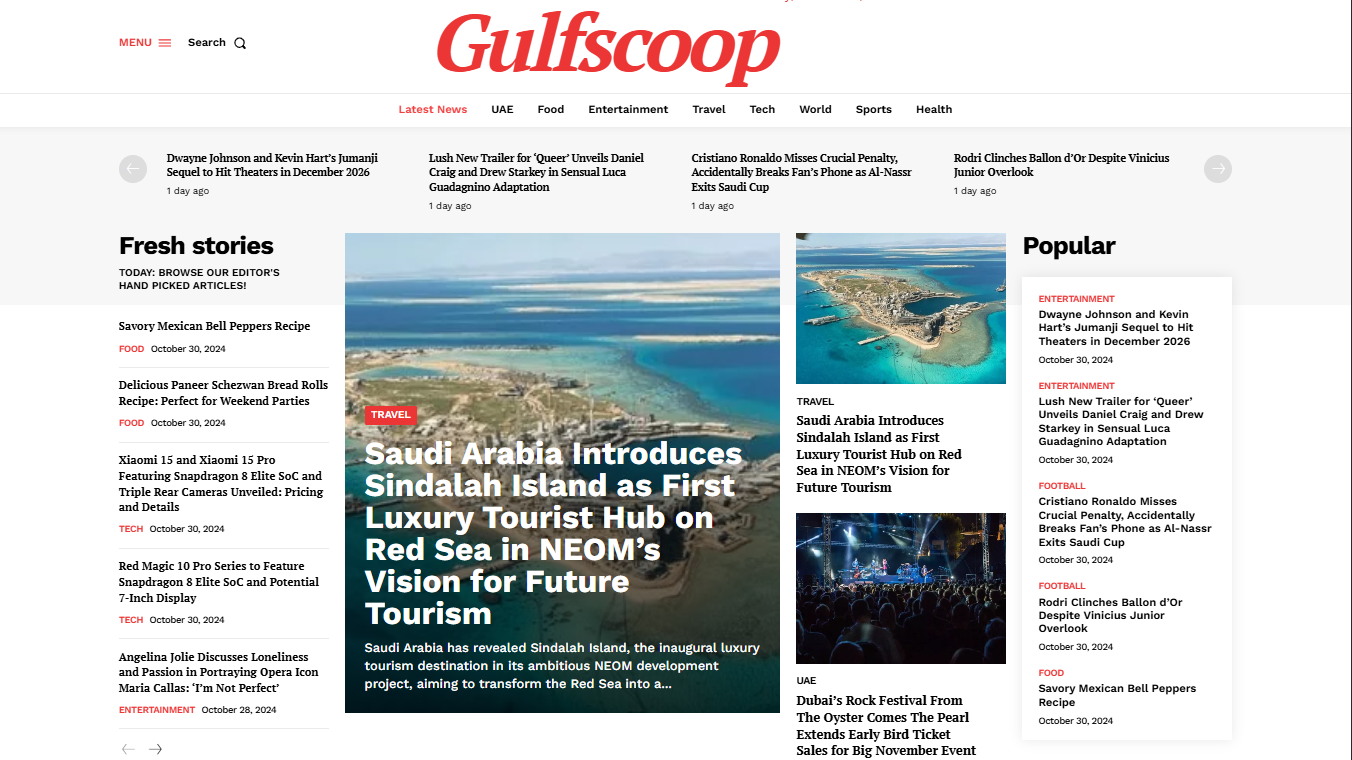 MENU
Search
Gulfscoop
Latest News
UAE
Food
Entertainment
Travel
Tech
World
Sports
Health
Dwayne Johnson and Kevin Hart’s Jumanji
Sequel to Hit Theaters in December 2026
1 day ago
Lush New Trailer for ‘Queer’ Unveils Daniel
Craig and Drew Starkey in Sensual Luca
Guadagnino Adaptation
1 day ago
Cristiano Ronaldo Misses Crucial Penalty,
Accidentally Breaks Fan’s Phone as Al-Nassr
Exits Saudi Cup
1 day ago
Rodri Clinches Ballon d’Or Despite Vinicius
Junior Overlook
1 day ago
Fresh stories
TODAY: BROWSE OUR EDITOR’S
HAND PICKED ARTICLES!
Savory Mexican Bell Peppers Recipe
FOOD October 30, 2024
Delicious Paneer Schezwan Bread Rolls
Recipe: Perfect for Weekend Parties
FOOD October 30, 2024
Xiaomi 15 and Xiaomi 15 Pro
Featuring Snapdragon 8 Elite SoC and
Triple Rear Cameras Unveiled: Pricing
and Details
TECH October 30, 2024
Red Magic 10 Pro Series to Feature
Snapdragon 8 Elite SoC and Potential
7-Inch Display
TECH October 30, 2024
Angelina Jolie Discusses Loneliness
and Passion in Portraying Opera Icon
Maria Callas: ‘I’m Not Perfect’
ENTERTAINMENT October 28, 2024
TRAVEL
Saudi Arabia Introduces
Sindalah Island as First
Luxury Tourist Hub on
Red Sea in NEOM’s
Vision for Future
Tourism
Saudi Arabia has revealed Sindalah Island, the inaugural luxury
tourism destination in its ambitious NEOM development
project, aiming to transform the Red Sea into a...
TRAVEL
Saudi Arabia Introduces
Sindalah Island as First
Luxury Tourist Hub on Red
Sea in NEOM’s Vision for
Future Tourism
UAE
Dubai’s Rock Festival From
The Oyster Comes The Pearl
Extends Early Bird Ticket
Sales for Big November Event
Popular
ENTERTAINMENT
Dwayne Johnson and Kevin
Hart’s Jumanji Sequel to Hit
Theaters in December 2026
October 30, 2024
ENTERTAINMENT
Lush New Trailer for ‘Queer’
Unveils Daniel Craig and Drew
Starkey in Sensual Luca
Guadagnino Adaptation
October 30, 2024
FOOTBALL
Cristiano Ronaldo Misses
Crucial Penalty, Accidentally
Breaks Fan’s Phone as Al-Nassr
Exits Saudi Cup
October 30, 2024
FOOTBALL
Rodri Clinches Ballon d’Or
Despite Vinicius Junior
Overlook
October 30, 2024
FOOD
Savory Mexican Bell Peppers
Recipe
October 30, 2024